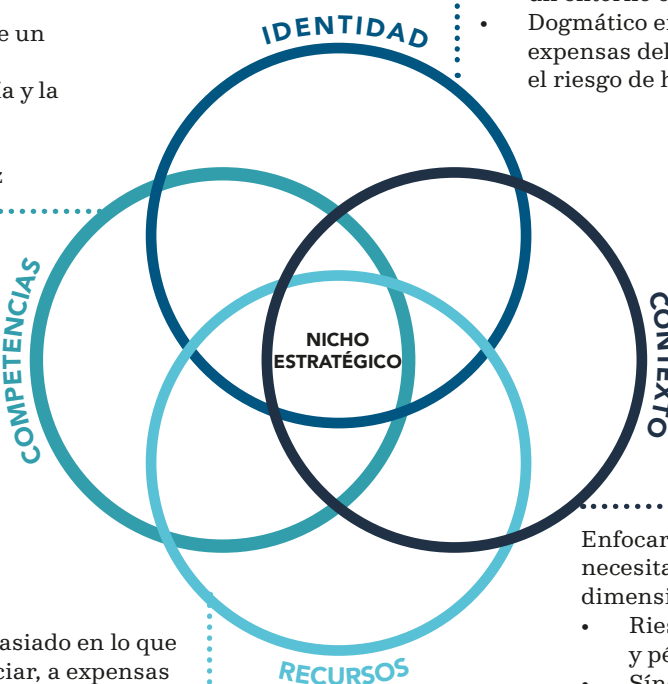 e un
a y la
IDENTIDAD
• Dogmático e
expensas del
el riesgo de h
COMPETENCIAS
NICHO
ESTRATÉGICO
CONTEXTO
asiado en lo que
ciar, a expensas
RECURSOS
Enfocar
necesita
dimensi
• Ries
y pé